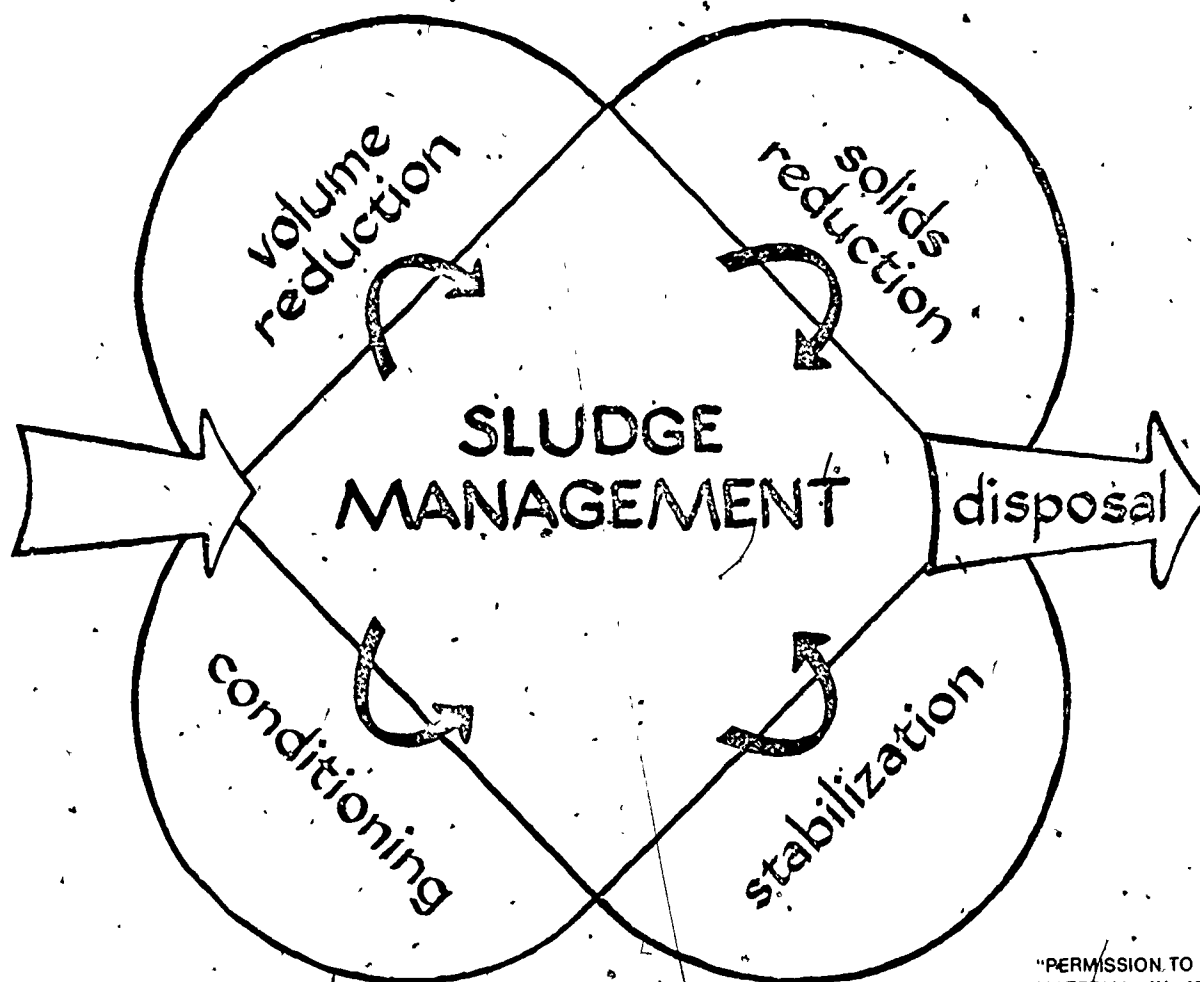 volume
reduction
solids
reduction
SLUDGE
MANAGEMENT
disposal
conditioning
stabilization
"PERMISSION TO